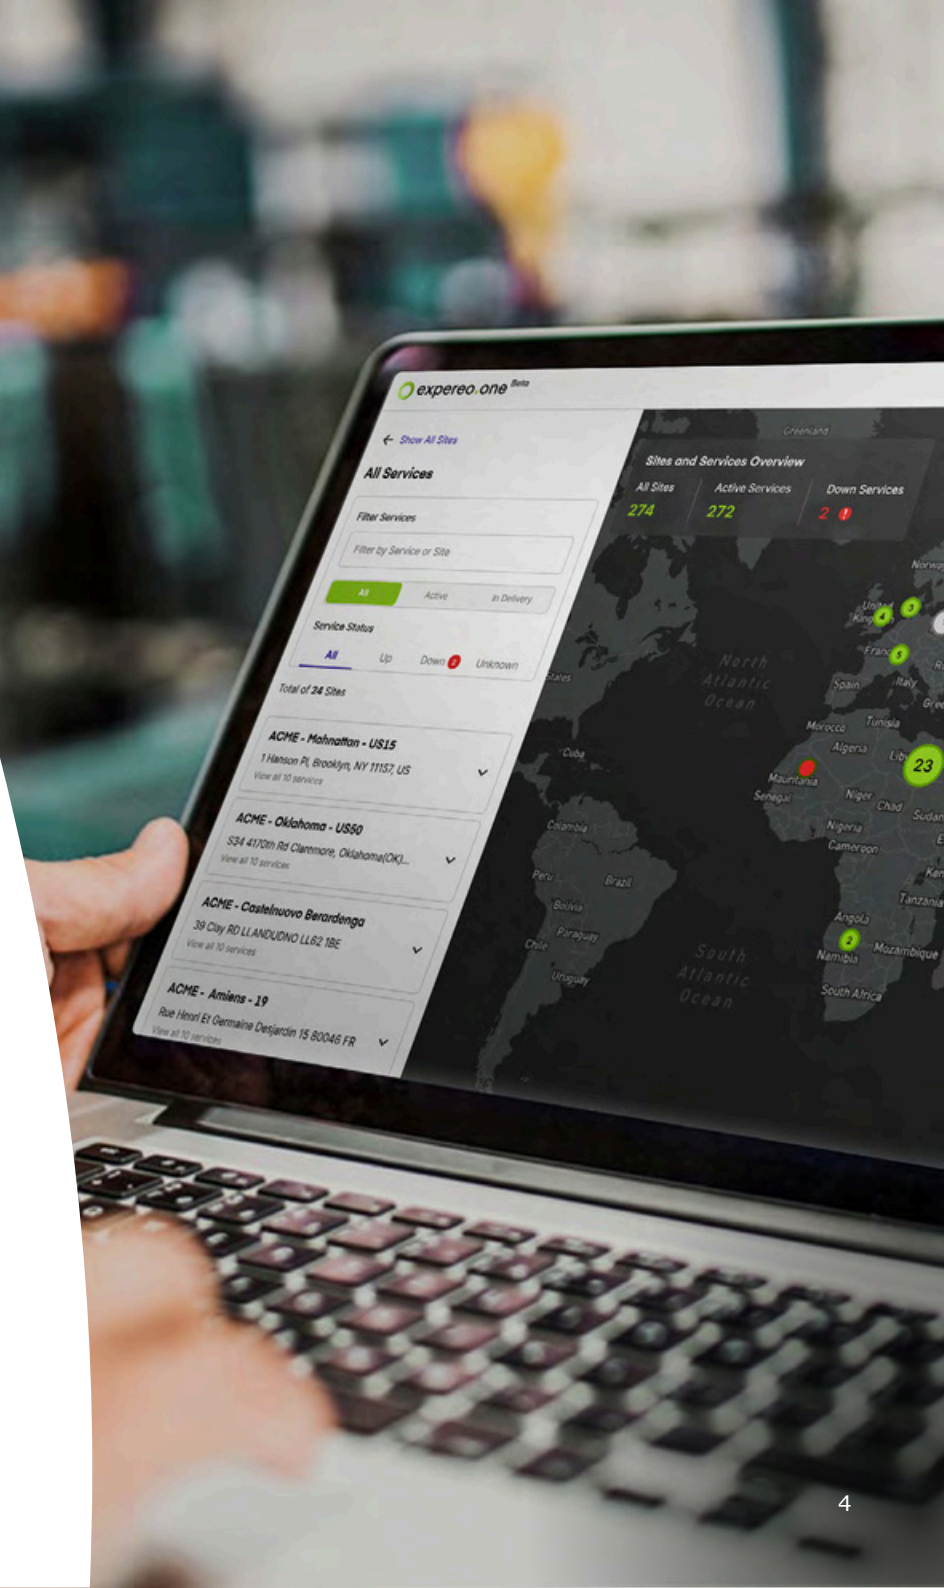 expereo.one Beta
← Show All Sites
All Services
Filter Services
Filter by Service or Site
All Active In Delivery
Service Status
All Up Down 2 Unknown
Total of 24 Sites
ACME - Mahnattan - US15
1 Hanson Pl, Brooklyn, NY 11157, US
View all 10 services
ACME - Oklahoma - US50
S34 4170th Rd Claremore, Oklahoma(OK)...
View all 10 services
ACME - Castelnuovo Berardenga
39 Clay RD LLANDUDNO LL62 1BE
View all 10 services
ACME - Amiens - 19
Rue Henri Et Germaine Desjardin 15 80046 FR
View all 10 services
Greenland
Sites and Services Overview
All Sites Active Services Down Services
274 272 2 !
Norway
United
Kingdom 4 3
France 5
North
Atlantic
Ocean
States
Spain Italy
Morocco Tunisia
Algeria
23
Cuba
Mauritania
Senegal Niger Chad Sudan
Nigeria
Cameroon
Colombia
Peru Brazil
Bolivia
Paraguay
Chile
Uruguay
Tanzania
Angola
2
Namibia Mozambique
South Africa
South
Atlantic
Ocean
4